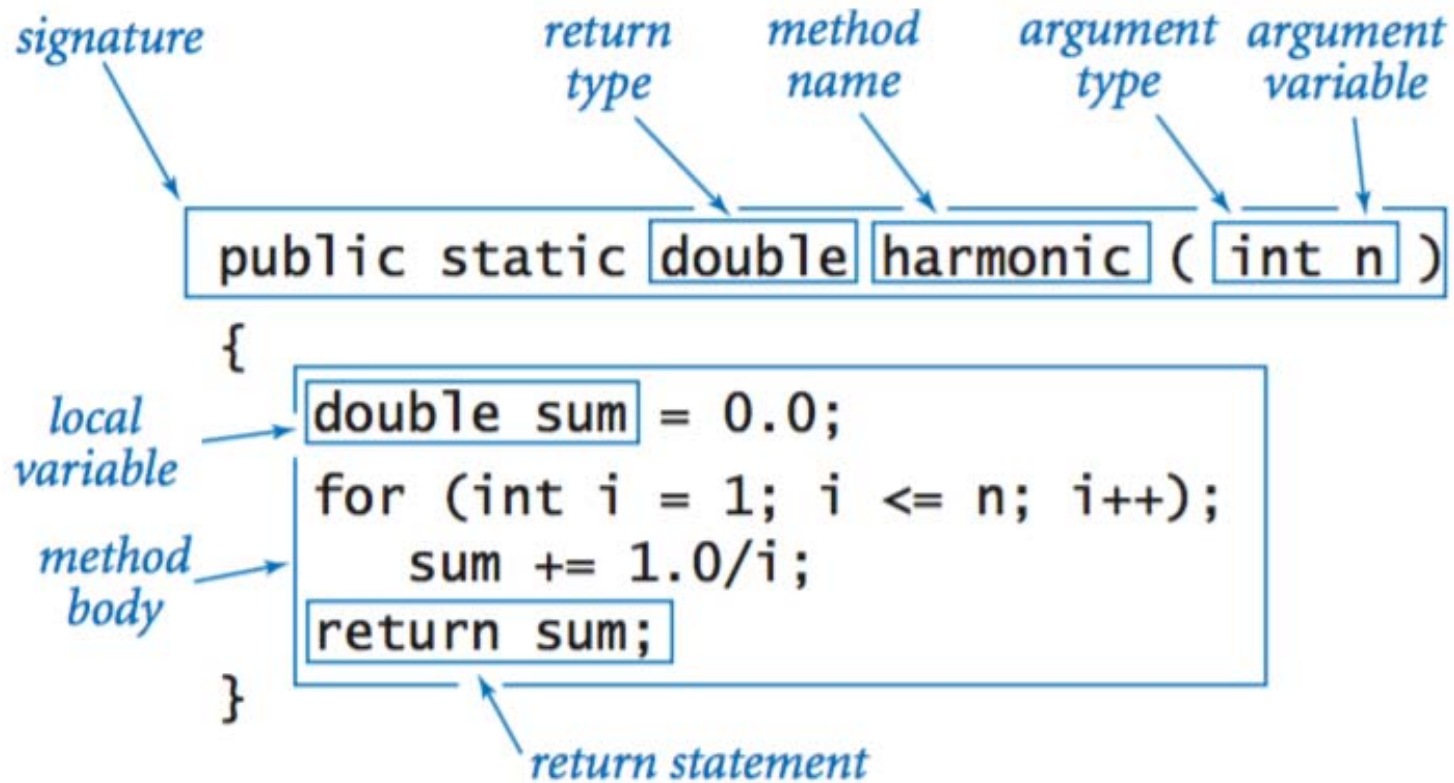 signature
return type
method name
argument type
argument variable
public static double harmonic ( int n )
{
local variable
double sum = 0.0;
for (int i = 1; i <= n; i++);
method body
sum += 1.0/i;
return sum;
}
return statement